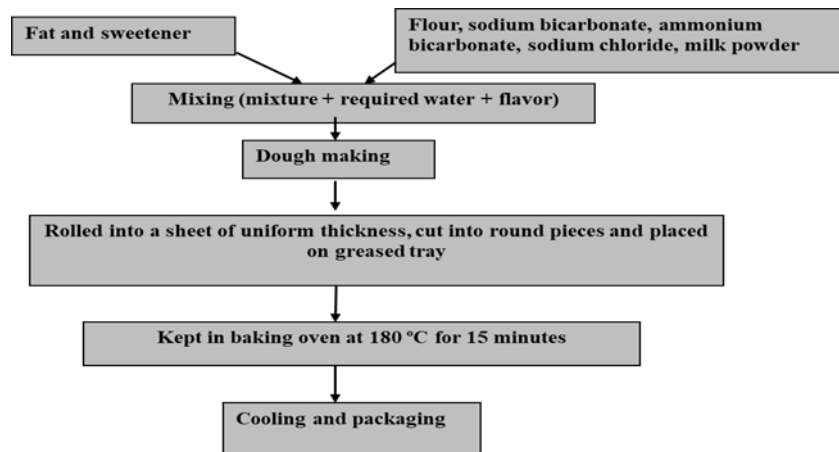 Fat and sweetener
Flour, sodium bicarbonate, ammonium
bicarbonate, sodium chloride, milk powder
Mixing (mixture + required water + flavor)
Dough making
Rolled into a sheet of uniform thickness, cut into round pieces and placed
on greased tray
Kept in baking oven at 180 ºC for 15 minutes
Cooling and packaging